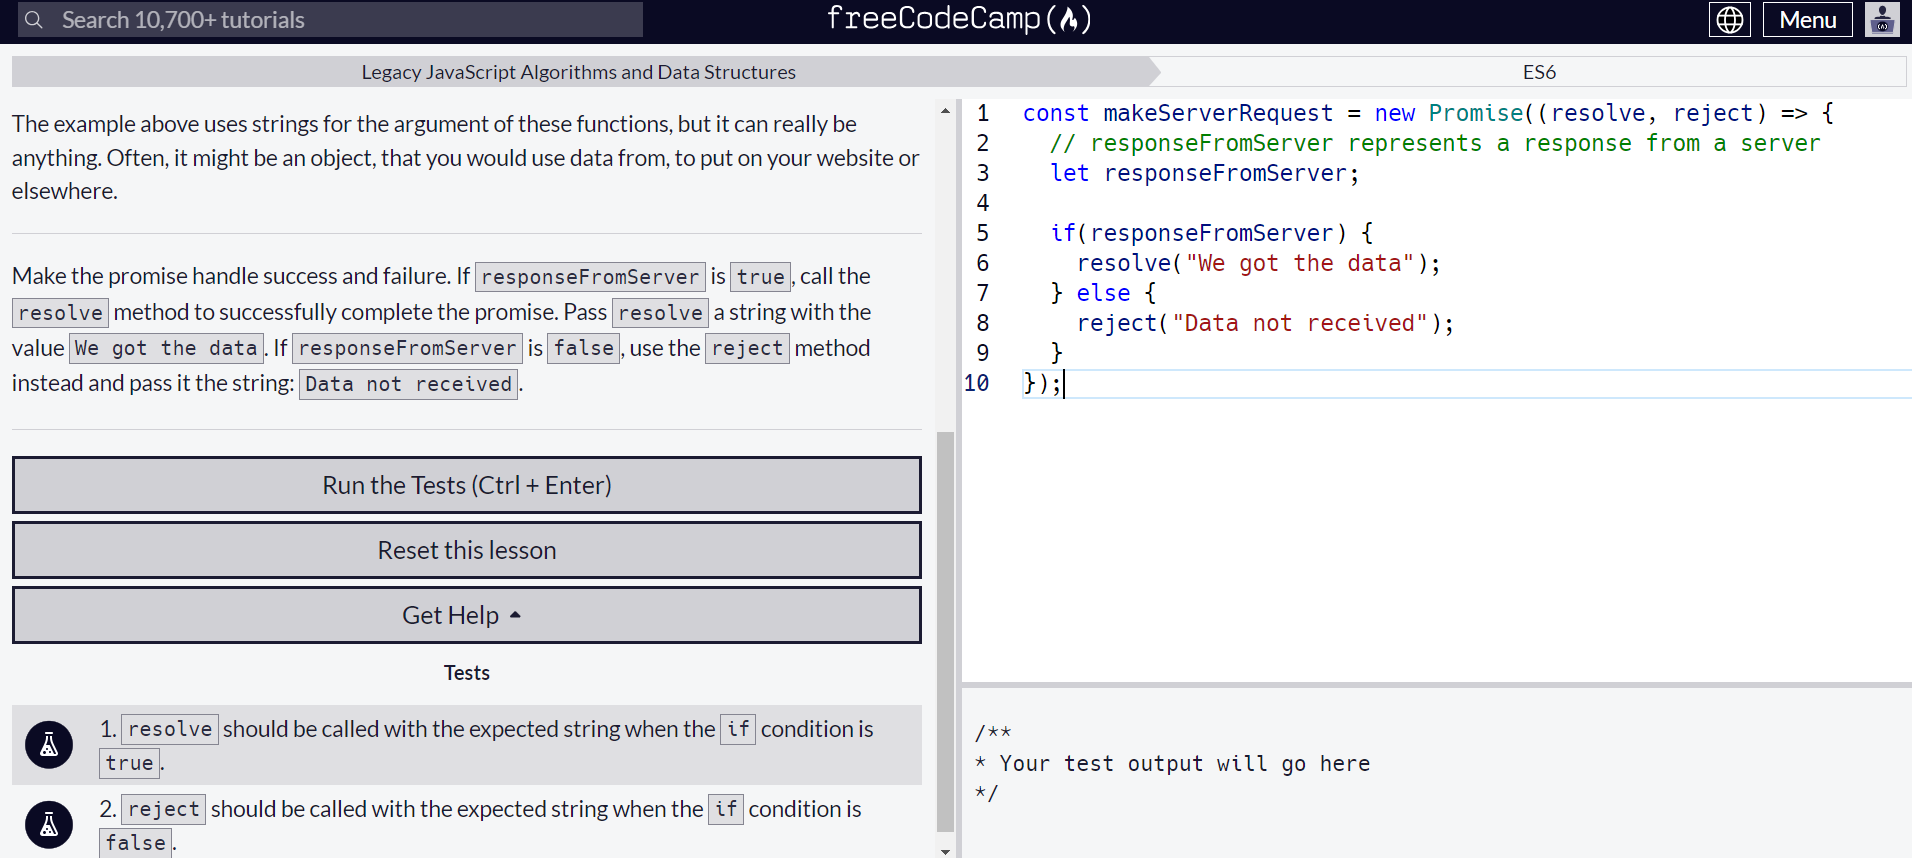 Search 10,700+ tutorials
freeCodeCamp(🔥)
Menu
Legacy JavaScript Algorithms and Data Structures
ES6
The example above uses strings for the argument of these functions, but it can really be
anything. Often, it might be an object, that you would use data from, to put on your website or
elsewhere.
Make the promise handle success and failure. If responseFromServer is true, call the
resolve method to successfully complete the promise. Pass resolve a string with the
value We got the data. If responseFromServer is false, use the reject method
instead and pass it the string: Data not received.
Run the Tests (Ctrl + Enter)
Reset this lesson
Get Help
Tests
1. resolve should be called with the expected string when the if condition is
true.
2. reject should be called with the expected string when the if condition is
false.
1 const makeServerRequest = new Promise((resolve, reject) => {
2   // responseFromServer represents a response from a server
3   let responseFromServer;
4
5   if(responseFromServer) {
6     resolve("We got the data");
7   } else {
8     reject("Data not received");
9   }
10 });
/**
* Your test output will go here
*/